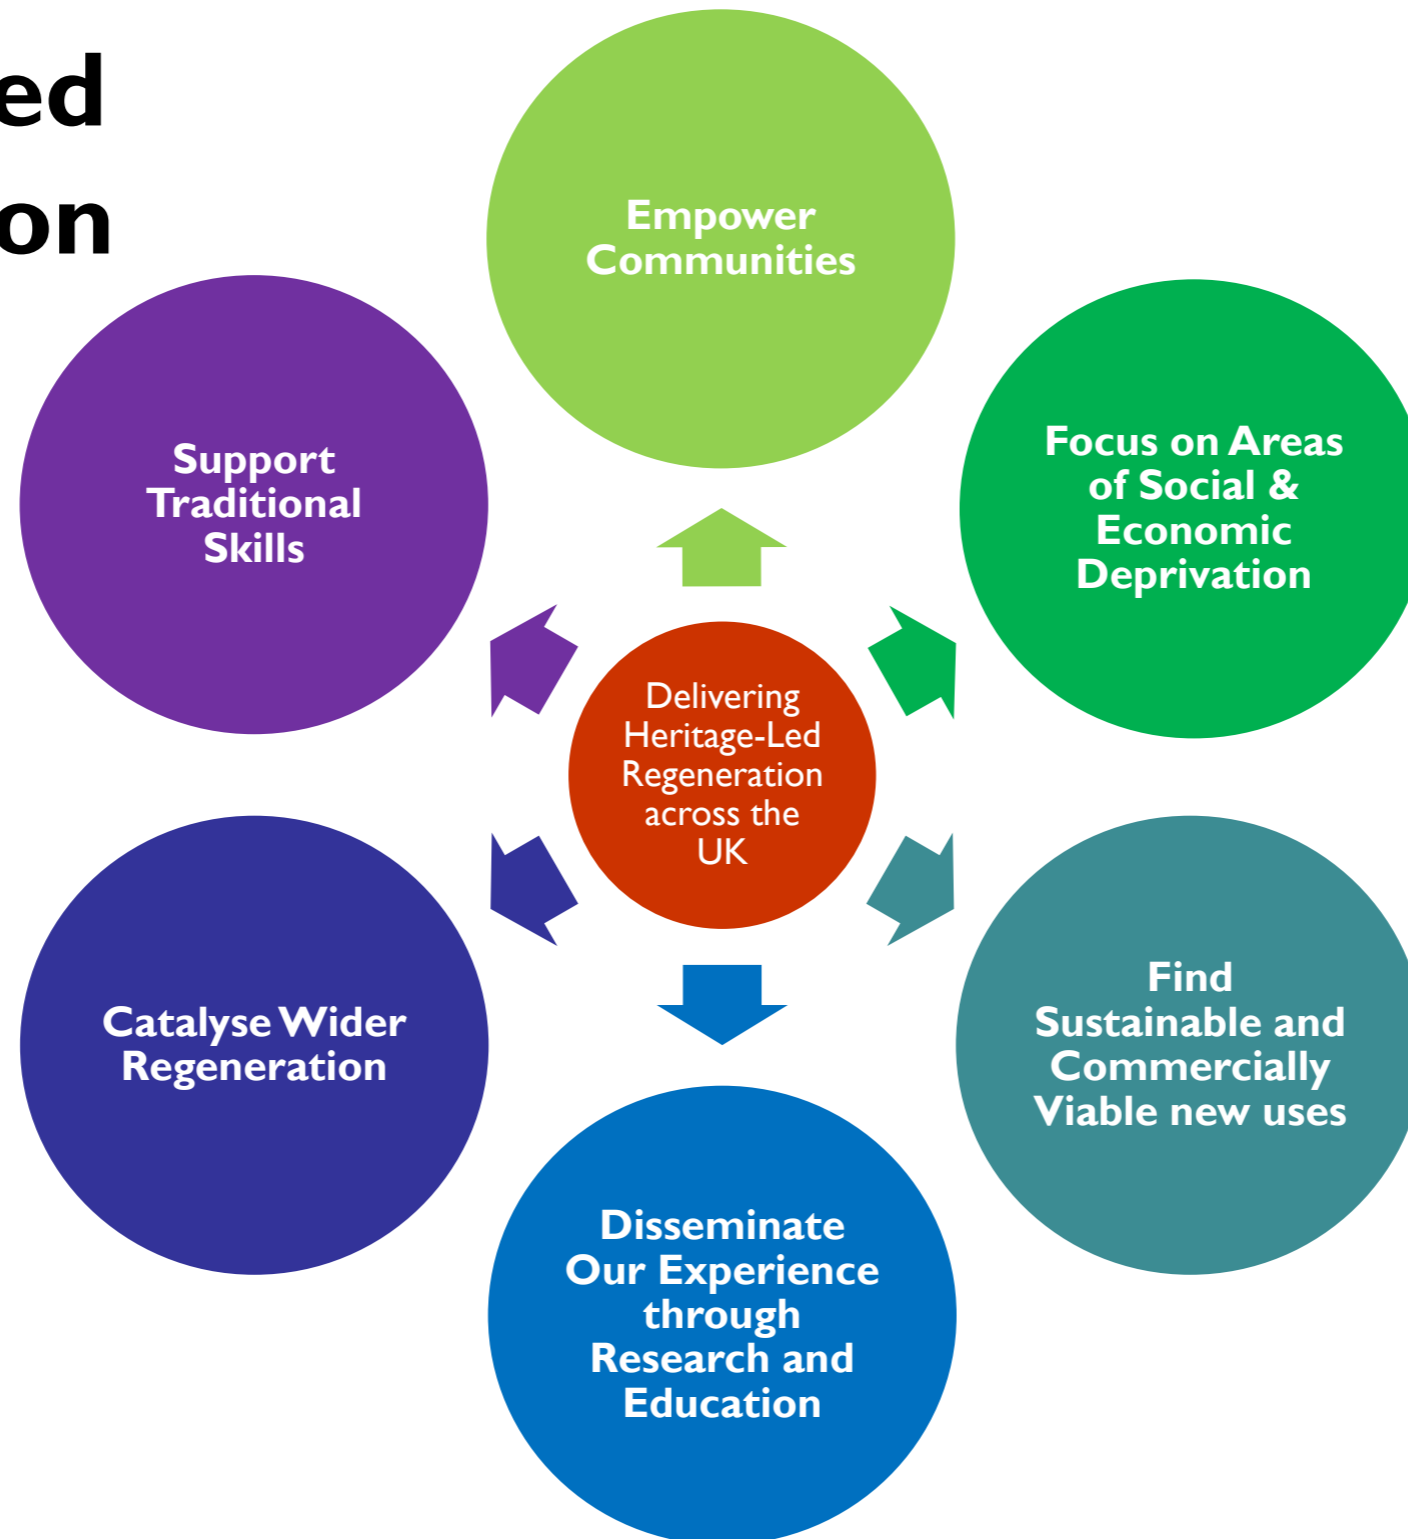 ed
on
Empower
Communities
Focus on Areas
of Social &
Economic
Deprivation
Find
Sustainable and
Commercially
Viable new uses
Disseminate
Our Experience
through
Research and
Education
Catalyse Wider
Regeneration
Support
Traditional
Skills
Delivering
Heritage-Led
Regeneration
across the
UK